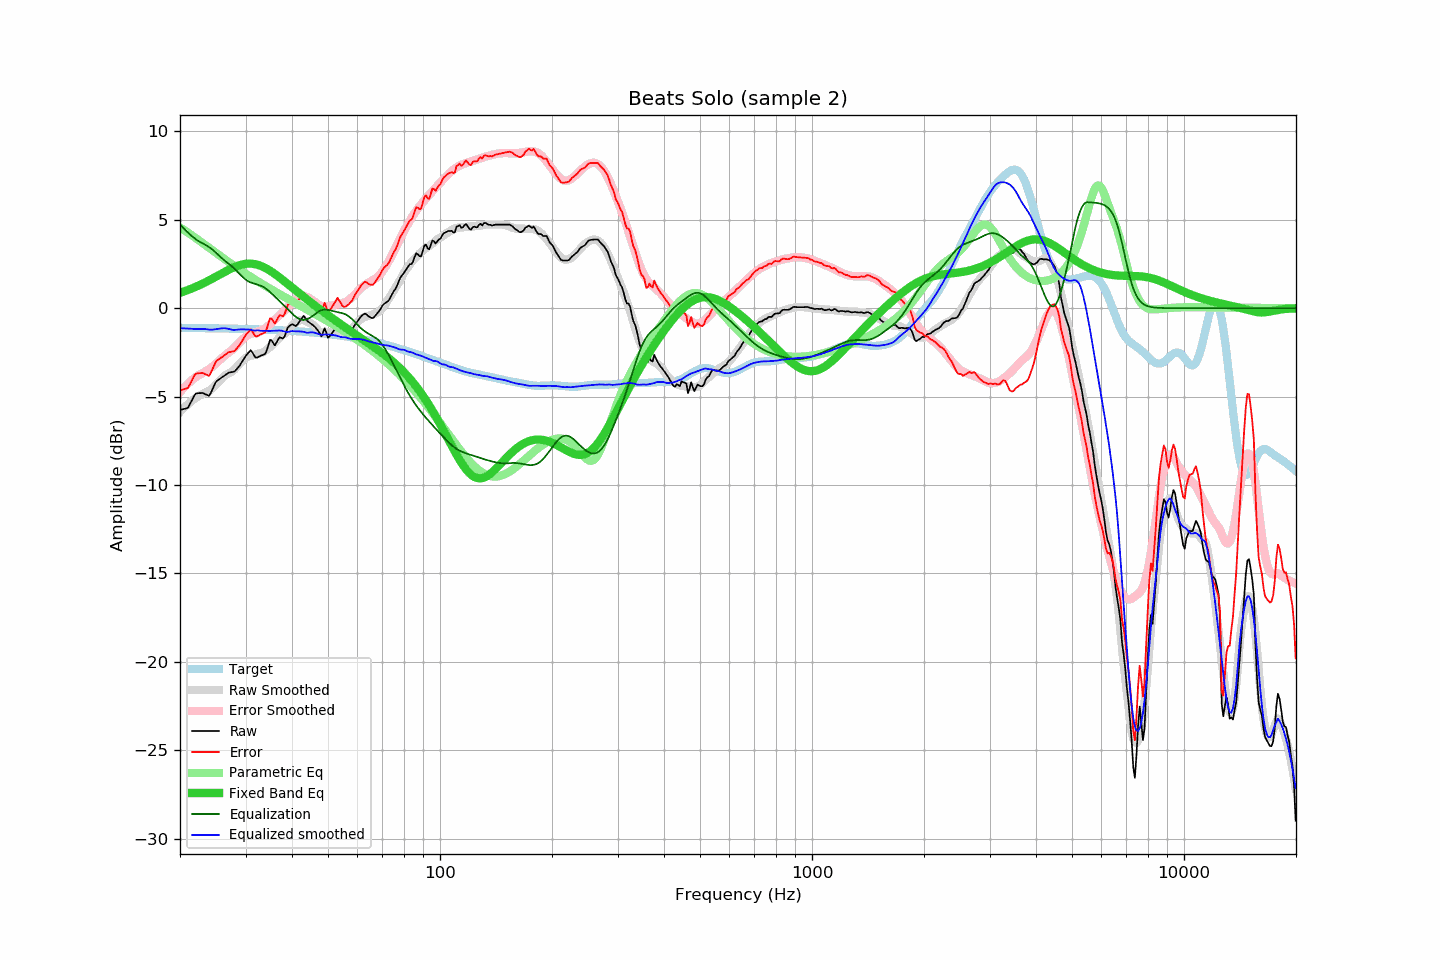 Beats Solo (sample 2)
10
5
0
−5
−10
−15
−20
−25
−30
Amplitude (dBr)
Target
Raw Smoothed
Error Smoothed
Raw
Error
Parametric Eq
Fixed Band Eq
Equalization
Equalized smoothed
100
1000
10000
Frequency (Hz)